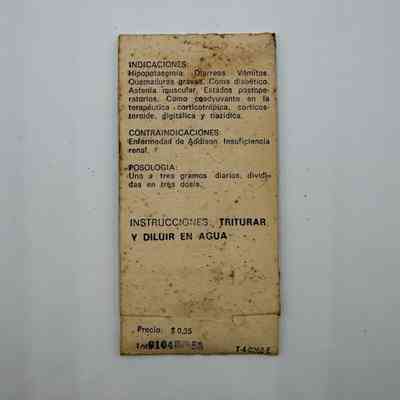 INDICACIONES:
Hipopotasemia Diarreas Vómitos.
Quemaduras graves. Coma diabético.
Astenia muscular, Estados postope-
ratorios. Como coadyuvante en la
terapéutica corticotrópica, corticos-
teroide, digitálica y tiazídica.
CONTRAINDICACIONES:
Enfermedad de Addison. Insuficiencia
renal.
POSOLOGIA:
Uno a tres gramos diarios, dividi-
das en tres dosis.
INSTRUCCIONES: TRITURAR
Y DILUIR EN AGUA
Precio: $ 0,35